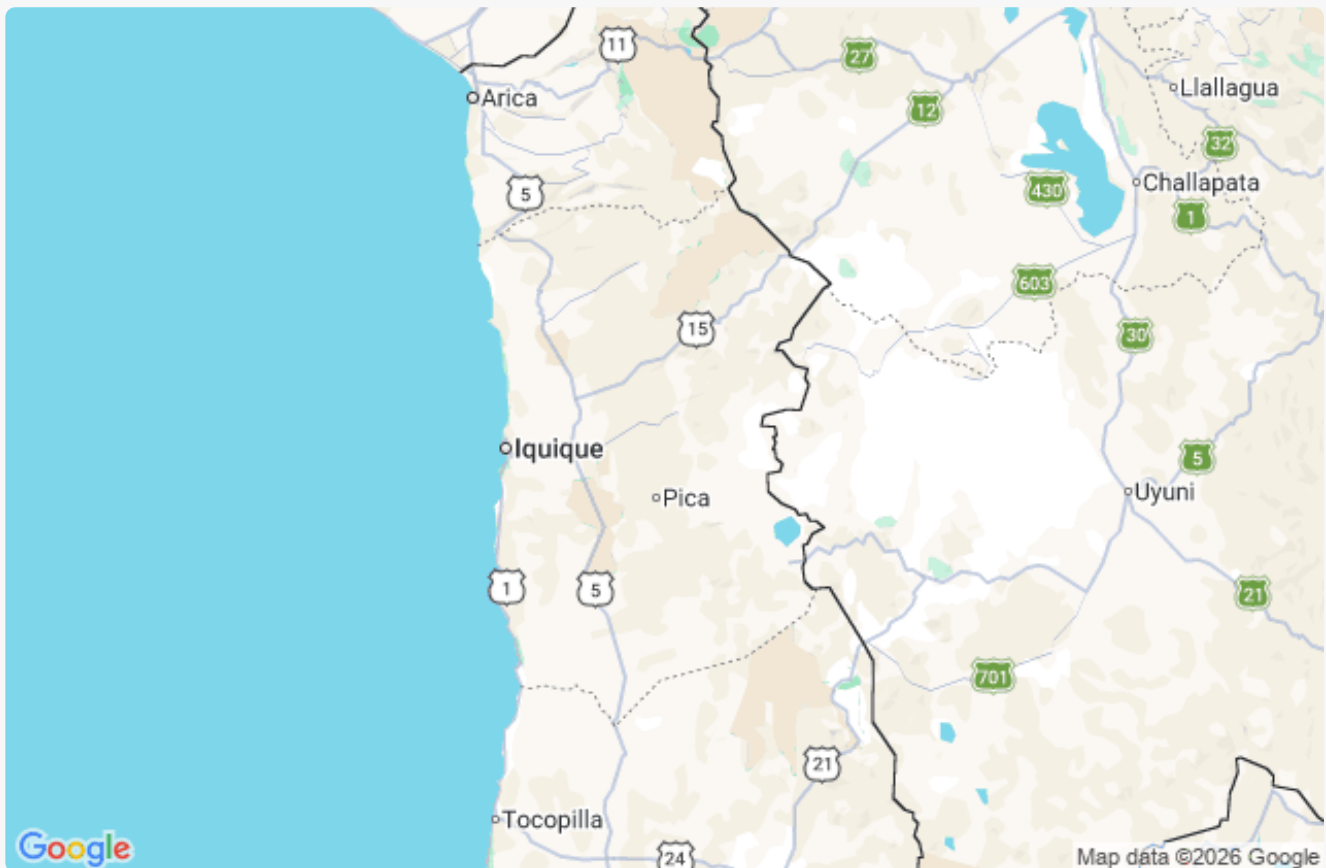 11
27
Arica
12
Llallagua
32
5
430
Challapata
1
603
15
30
Iquique
5
Pica
Uyuni
1
5
21
701
21
Tocopilla
24
Google
Map data ©2026 Google